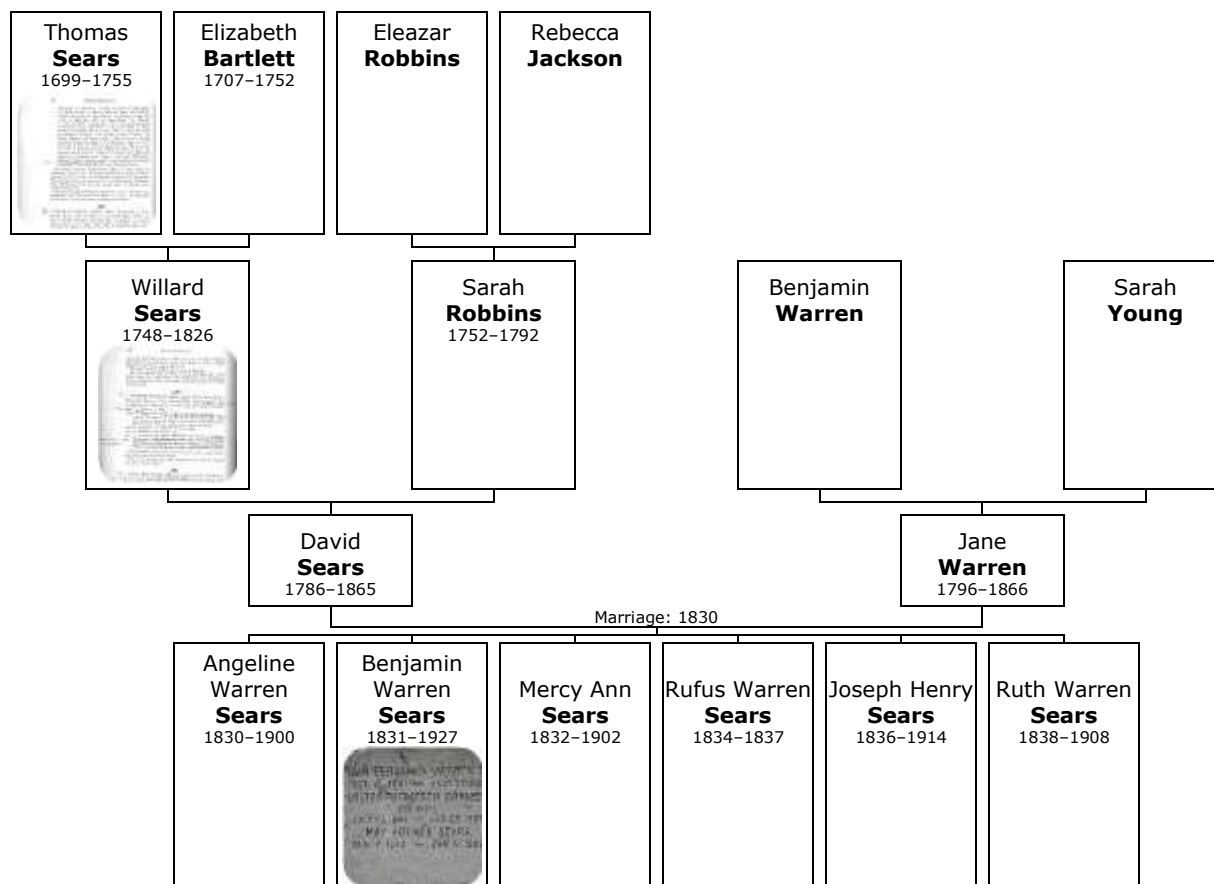 Thomas
Sears
1699–1755
Elizabeth
Bartlett
1707–1752
Eleazar
Robbins
Rebecca
Jackson
Willard
Sears
1748–1826
Sarah
Robbins
1752–1792
Benjamin
Warren
Sarah
Young
David
Sears
1786–1865
Jane
Warren
1796–1866
Marriage: 1830
Angeline
Warren
Sears
1830–1900
Benjamin
Warren
Sears
1831–1927
Mercy Ann
Sears
1832–1902
Rufus Warren
Sears
1834–1837
Joseph Henry
Sears
1836–1914
Ruth Warren
Sears
1838–1908